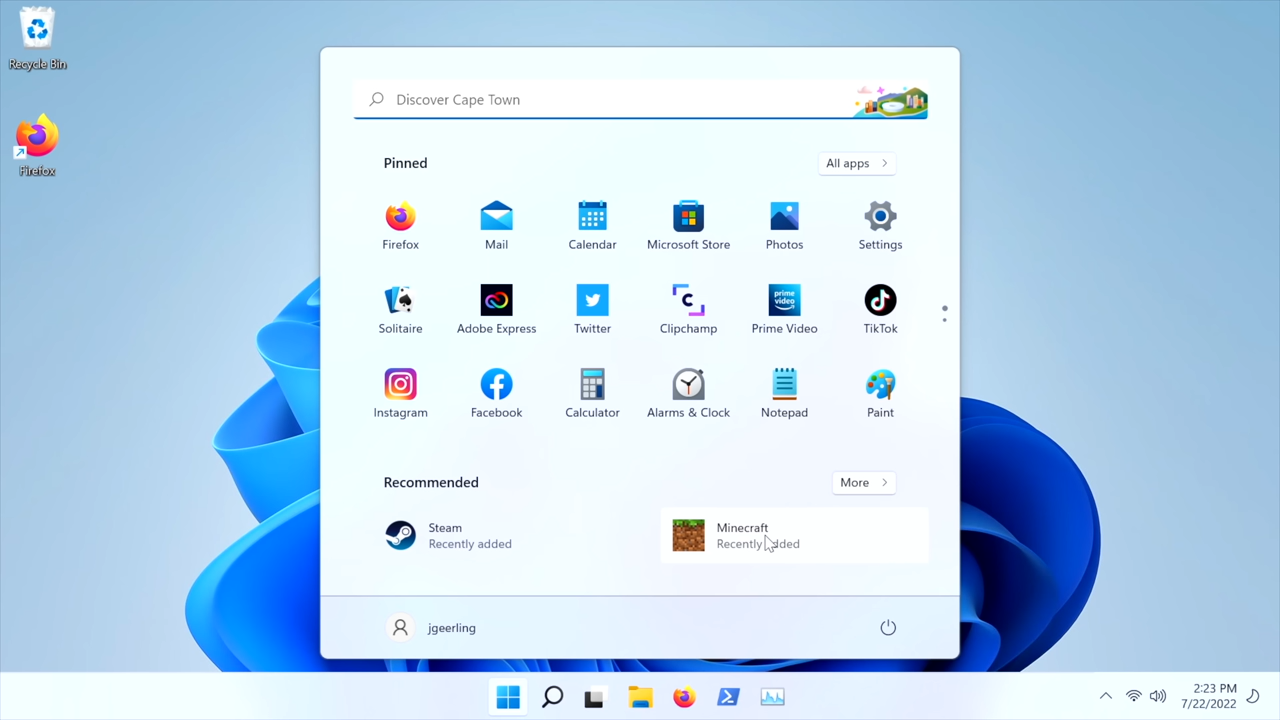 Recycle Bin
Firefox
Discover Cape Town
Pinned
All apps
Firefox
Mail
Calendar
Microsoft Store
Photos
Settings
Solitaire
Adobe Express
Twitter
prime
video
Clipchamp
Prime Video
TikTok
Instagram
Facebook
Calculator
Alarms & Clock
Notepad
Paint
Recommended
More
Steam
Recently added
Minecraft
Recently added
jgeerling
2:23 PM
7/22/2022